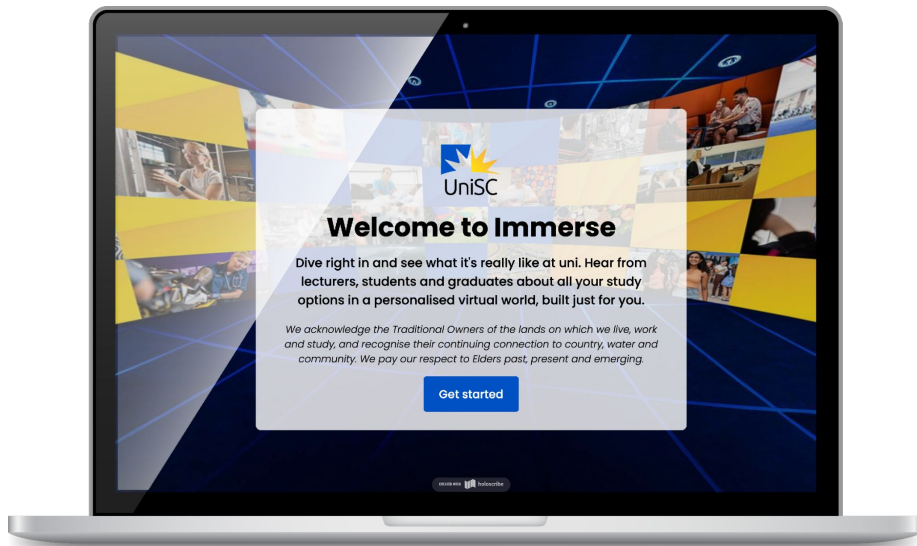 UniSC
Welcome to Immerse
Dive right in and see what it's really like at uni. Hear from
lecturers, students and graduates about all your study
options in a personalised virtual world, built just for you.
We acknowledge the Traditional Owners of the lands on which we live, work
and study, and recognise their continuing connection to country, water and
community. We pay our respect to Elders past, present and emerging.
Get started
CREATED WITH holoscribe